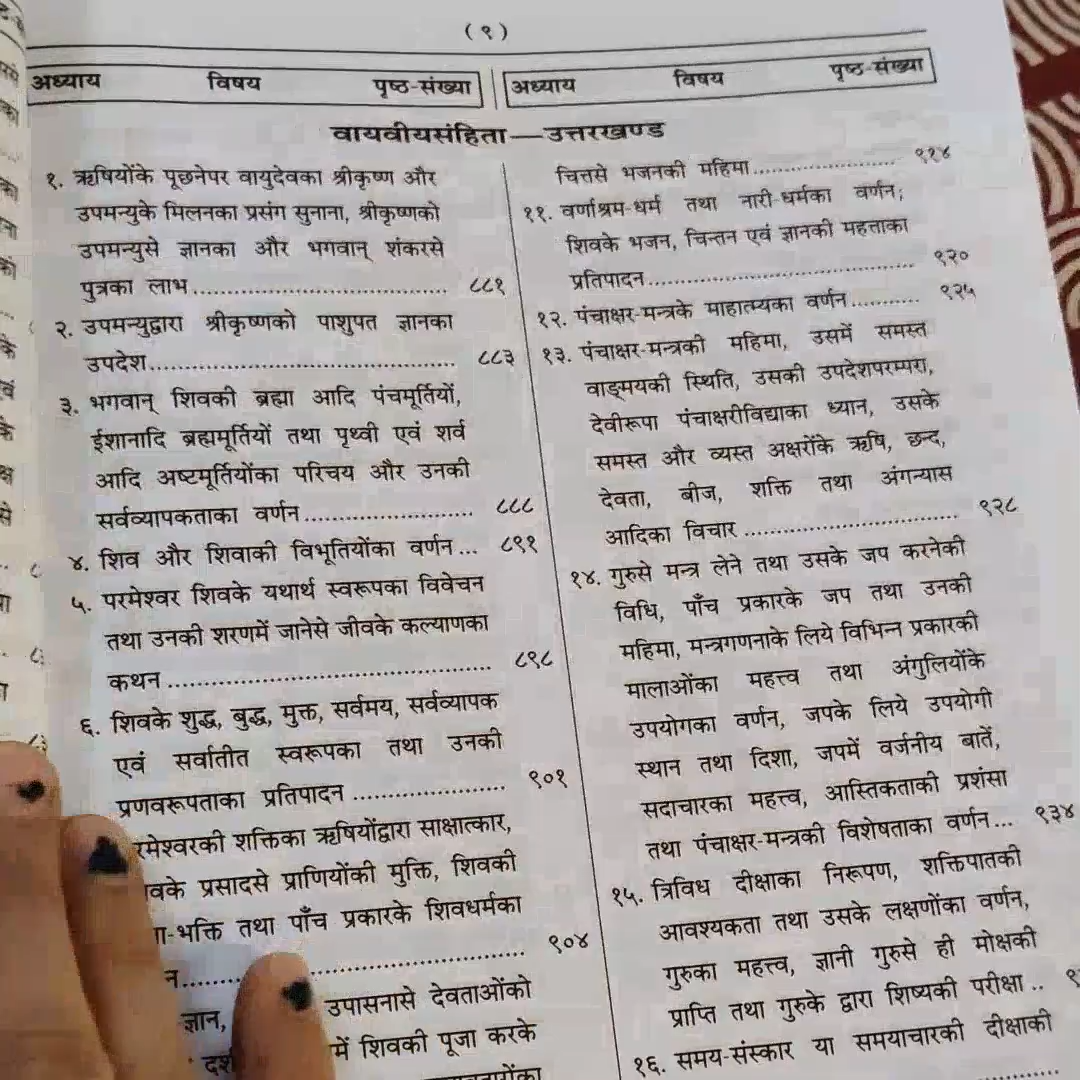 (९)
अध्याय विषय पृष्ठ-संख्या
अध्याय विषय पृष्ठ-संख्या
वायवीयसंहिता—उत्तरखण्ड
१. ऋषियोंके पूछनेपर वायुदेवका श्रीकृष्ण और
उपमन्युके मिलनका प्रसंग सुनाना, श्रीकृष्णको
उपमन्युसे ज्ञानका और भगवान् शंकरसे
पुत्रका लाभ.................................. ८८१
२. उपमन्युद्वारा श्रीकृष्णको पाशुपत ज्ञानका
उपदेश......................................... ८८३
३. भगवान् शिवकी ब्रह्मा आदि पंचमूर्तियों,
ईशानादि ब्रह्ममूर्तियों तथा पृथ्वी एवं शर्व
आदि अष्टमूर्तियोंका परिचय और उनकी
सर्वव्यापकताका वर्णन....................... ८८८
४. शिव और शिवाकी विभूतियोंका वर्णन... ८९१
५. परमेश्वर शिवके यथार्थ स्वरूपका विवेचन
तथा उनकी शरणमें जानेसे जीवके कल्याणका
कथन........................................... ८९८
६. शिवके शुद्ध, बुद्ध, मुक्त, सर्वमय, सर्वव्यापक
एवं सर्वातीत स्वरूपका तथा उनकी
प्रणवरूपताका प्रतिपादन.................... ९०१
रमेश्वरकी शक्तिका ऋषियोंद्वारा साक्षात्कार,
वके प्रसादसे प्राणियोंकी मुक्ति, शिवकी
ा-भक्ति तथा पाँच प्रकारके शिवधर्मका
न............................................. ९०४
ज्ञान, उपासनासे देवताओंको
दर्श में शिवकी पूजा करके
चित्तसे भजनकी महिमा.................... ९१४
११. वर्णाश्रम-धर्म तथा नारी-धर्मका वर्णन;
शिवके भजन, चिन्तन एवं ज्ञानकी महत्ताका
प्रतिपादन..................................... ९२०
१२. पंचाक्षर-मन्त्रके माहात्म्यका वर्णन........... ९२५
१३. पंचाक्षर-मन्त्रकी महिमा, उसमें समस्त
वाङ्मयकी स्थिति, उसकी उपदेशपरम्परा,
देवीरूपा पंचाक्षरीविद्याका ध्यान, उसके
समस्त और व्यस्त अक्षरोंके ऋषि, छन्द,
देवता, बीज, शक्ति तथा अंगन्यास
आदिका विचार.............................. ९२८
१४. गुरुसे मन्त्र लेने तथा उसके जप करनेकी
विधि, पाँच प्रकारके जप तथा उनकी
महिमा, मन्त्रगणनाके लिये विभिन्न प्रकारकी
मालाओंका महत्त्व तथा अंगुलियोंके
उपयोगका वर्णन, जपके लिये उपयोगी
स्थान तथा दिशा, जपमें वर्जनीय बातें,
सदाचारका महत्त्व, आस्तिकताकी प्रशंसा
तथा पंचाक्षर-मन्त्रकी विशेषताका वर्णन... ९३४
१५. त्रिविध दीक्षाका निरूपण, शक्तिपातकी
आवश्यकता तथा उसके लक्षणोंका वर्णन,
गुरुका महत्त्व, ज्ञानी गुरुसे ही मोक्षकी
प्राप्ति तथा गुरुके द्वारा शिष्यकी परीक्षा ..
१६. समय-संस्कार या समयाचारकी दीक्षाकी